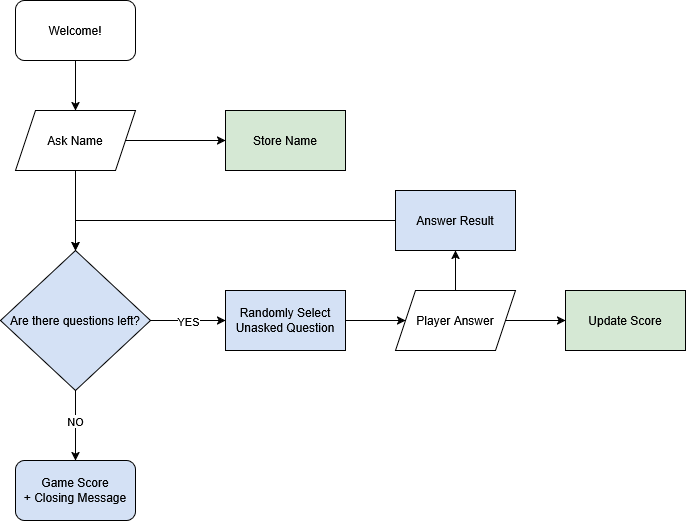 Welcome!
Ask Name
Store Name
Answer Result
Are there questions left?
YES
Randomly Select
Unasked Question
Player Answer
Update Score
NO
Game Score
+ Closing Message